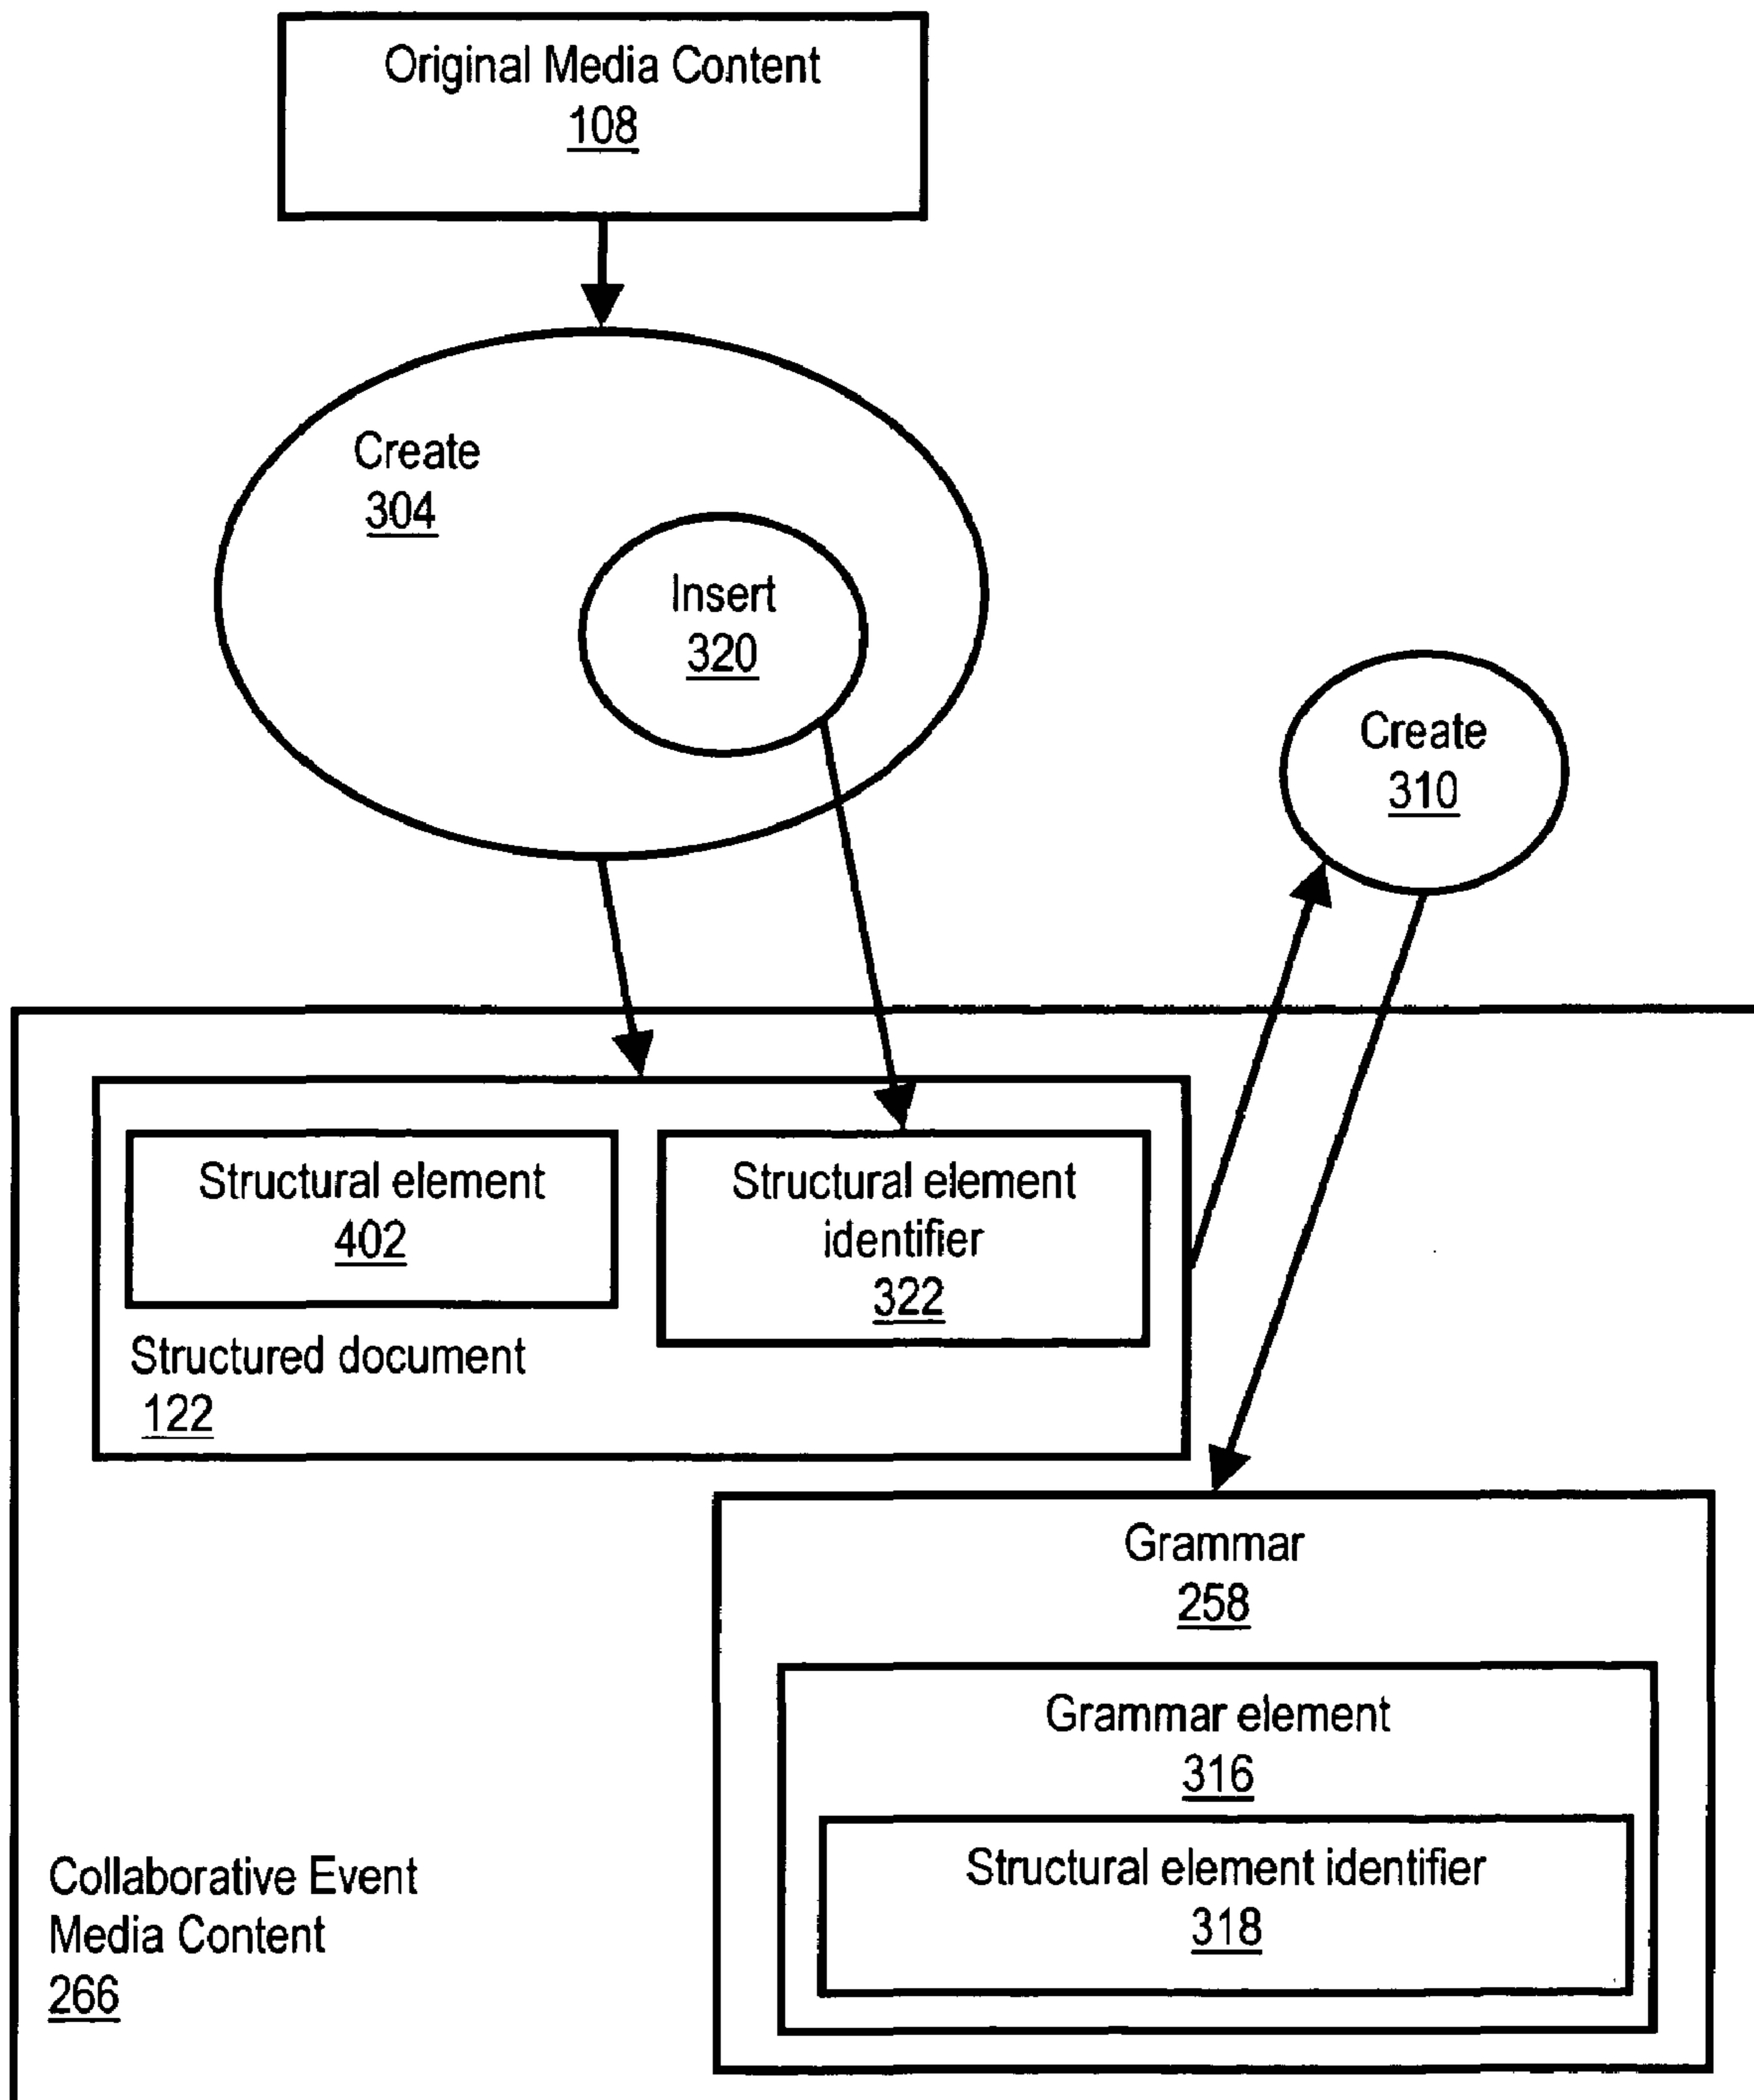 Original Media Content
108
Create
304
Insert
320
Create
310
Structural element
402
Structural element
identifier
322
Structured document
122
Grammar
258
Grammar element
316
Structural element identifier
318
Collaborative Event
Media Content
266